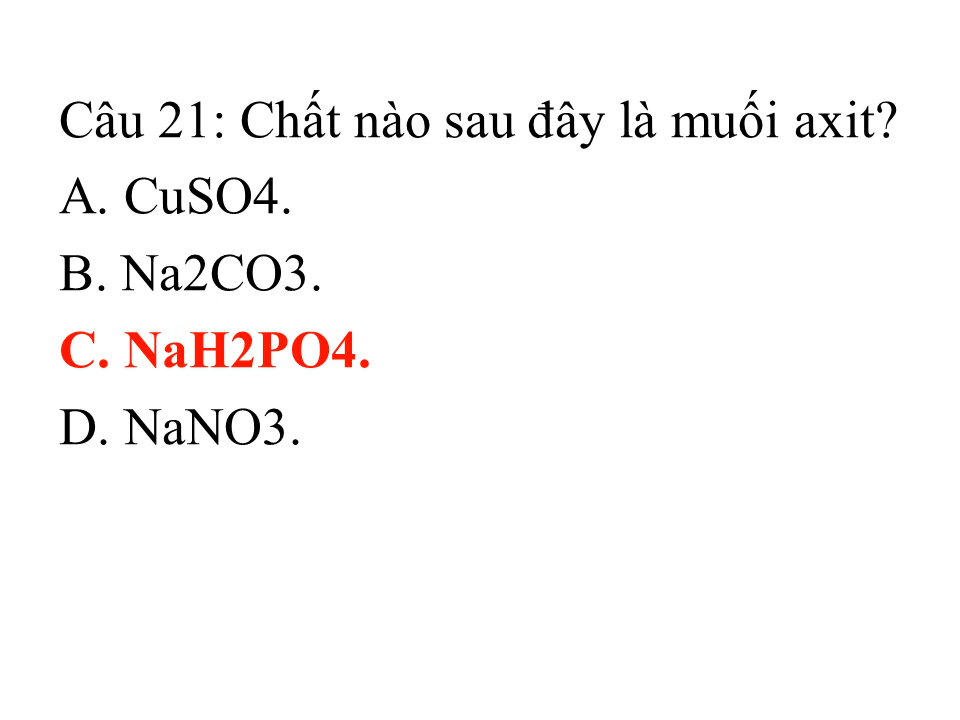 Câu 21: Chất nào sau đây là muối axit?
A. CuSO4.
B. Na2CO3.
C. NaH2PO4.
D. NaNO3.